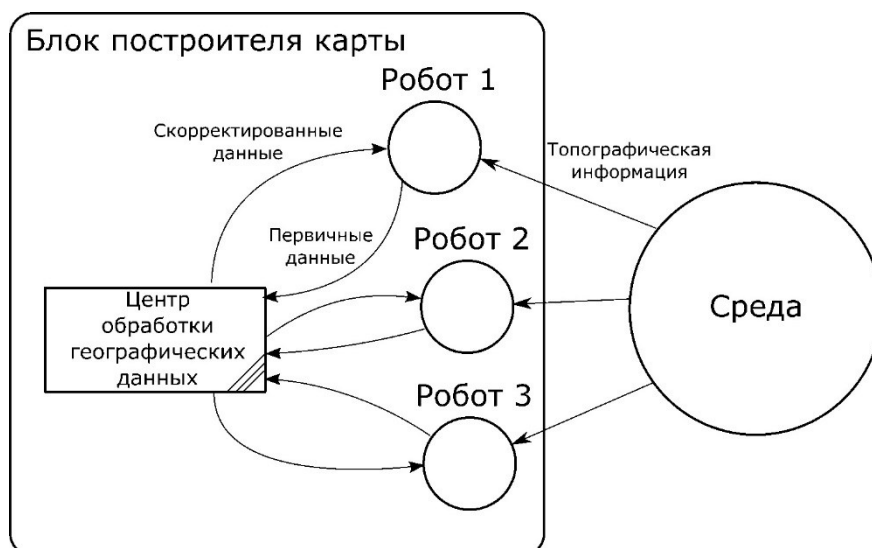 Блок построителя карты
Робот 1
Скорректированные
данные
Топографическая
информация
Первичные
данные
Робот 2
Центр
обработки
географических
данных
Среда
Робот 3